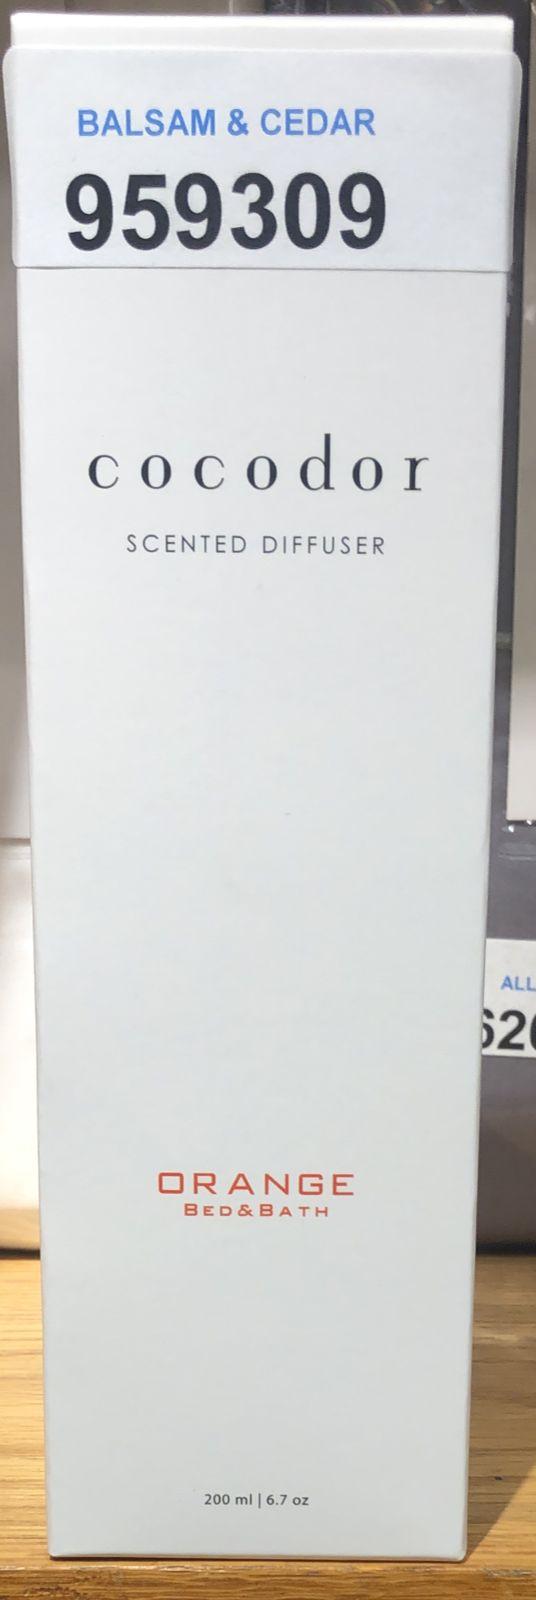 BALSAM & CEDAR
959309
cocodor
SCENTED DIFFUSER
ORANGE
BED&BATH
200 ml | 6.7 oz
ALL